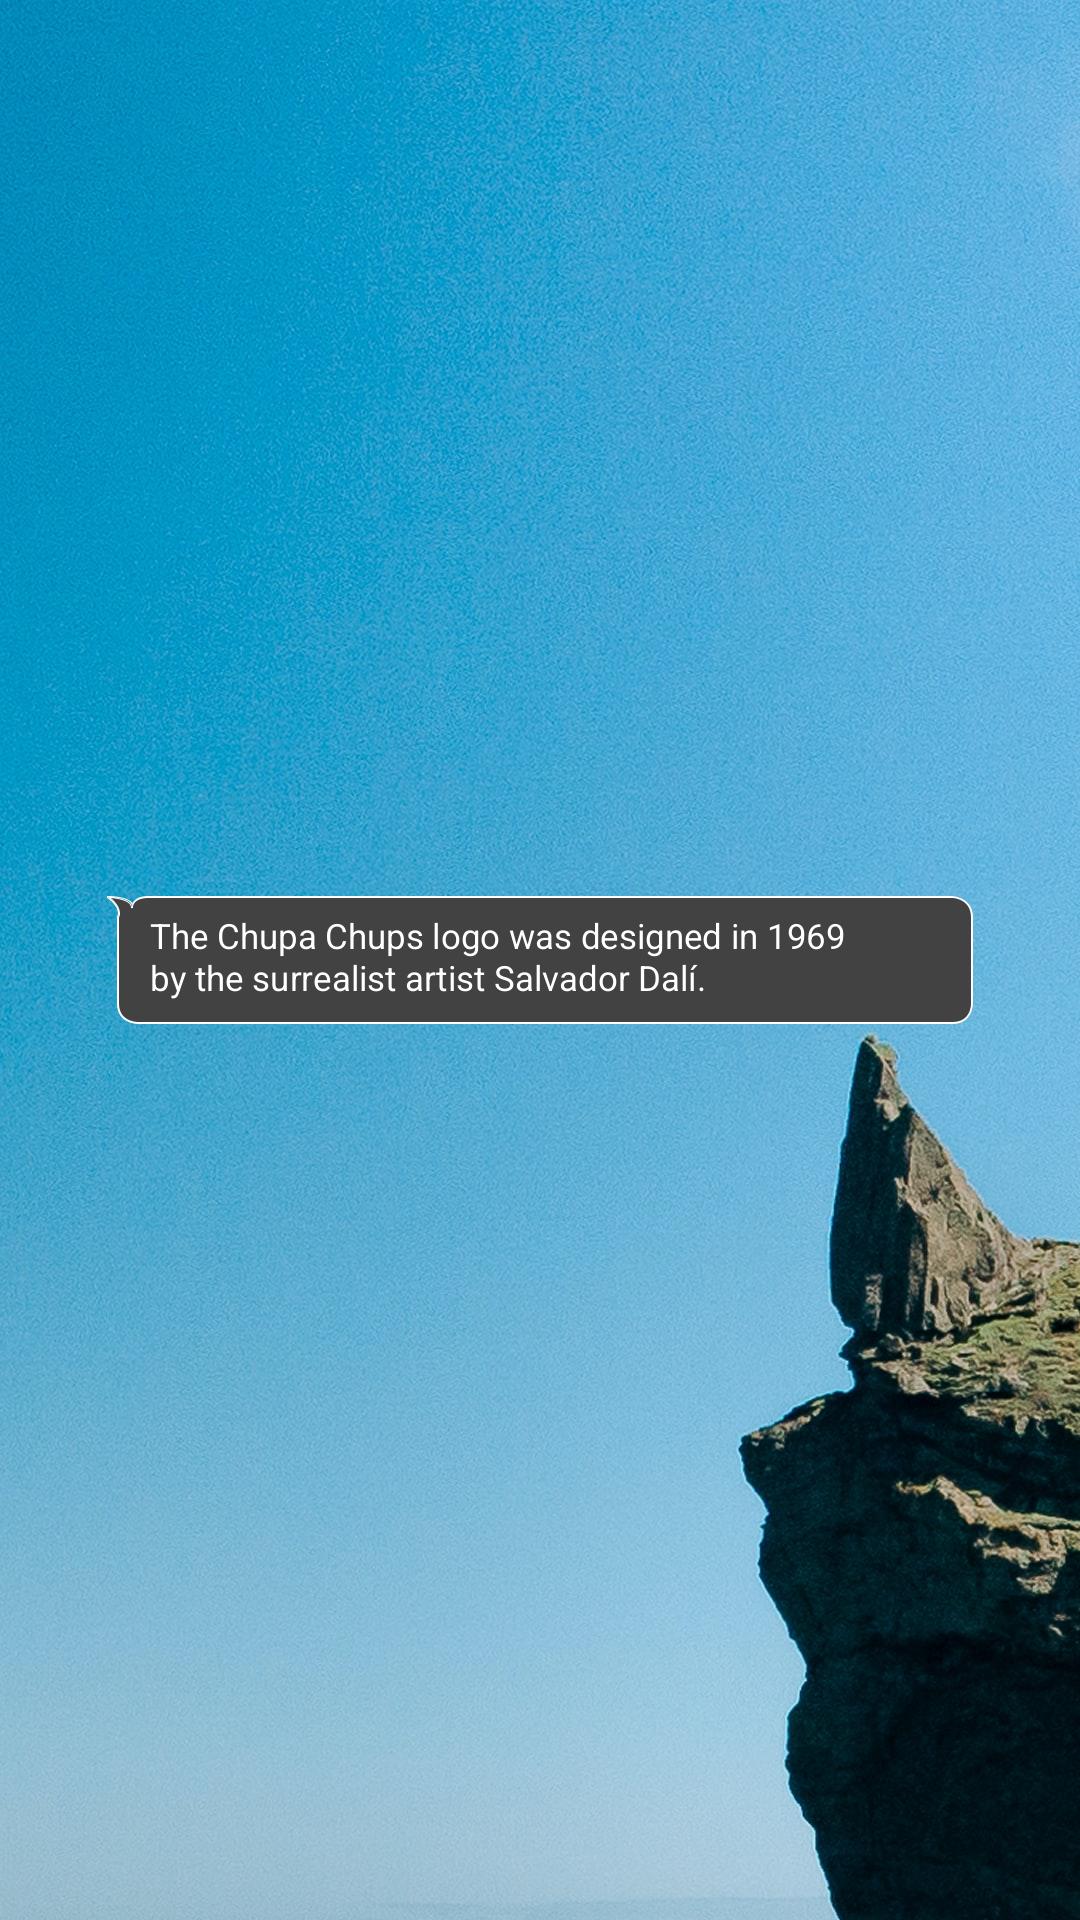 The Chupa Chups logo was designed in 1969
by the surrealist artist Salvador Dalí.